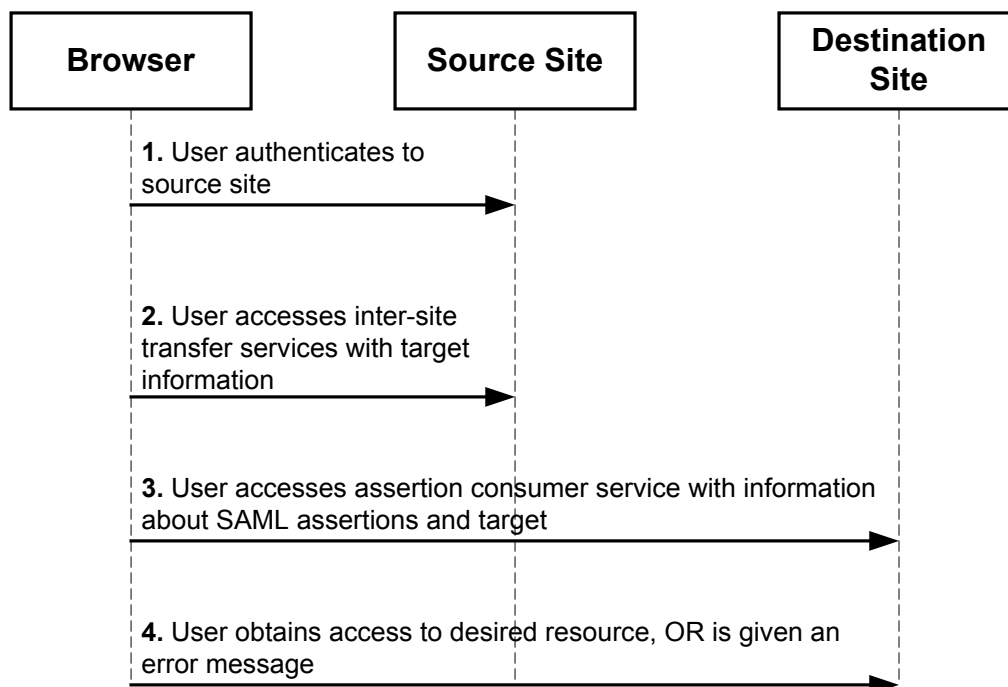 Browser
Source Site
Destination
Site
1. User authenticates to
source site
2. User accesses inter-site
transfer services with target
information
3. User accesses assertion consumer service with information
about SAML assertions and target
4. User obtains access to desired resource, OR is given an
error message